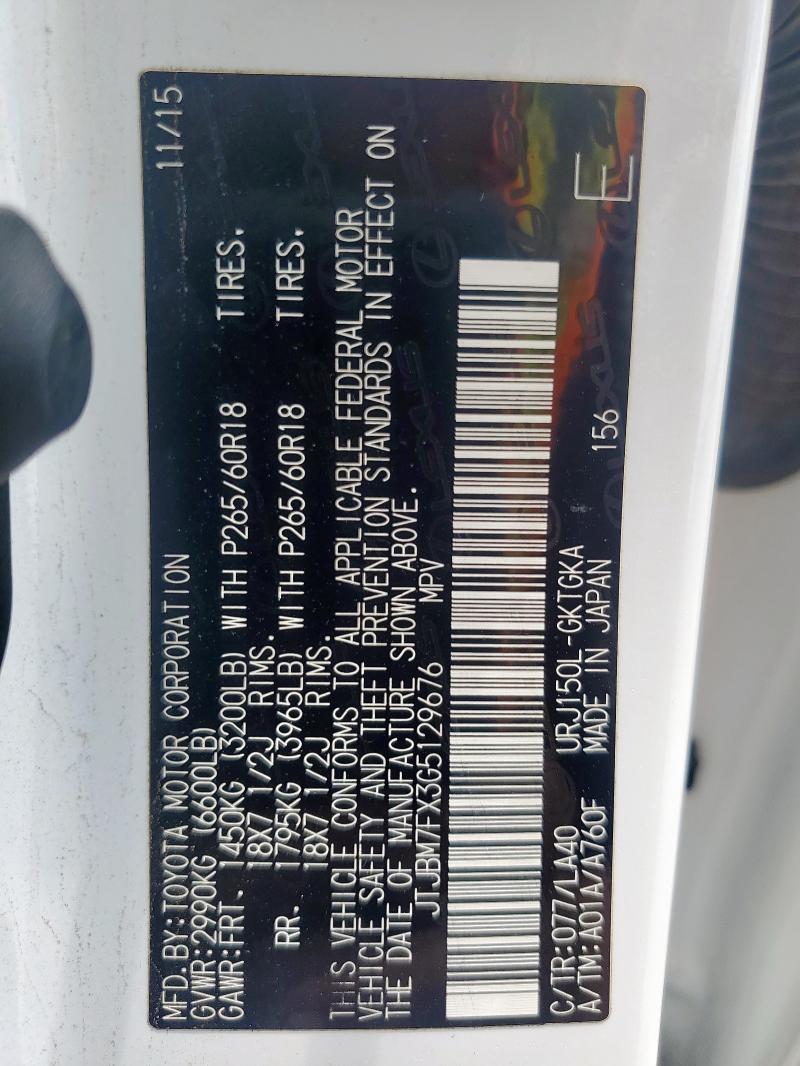 MFD.BY:TOYOTA MOTOR CORPORATION 11/15
GVWR:2990KG (6600LB)
GAWR:FRT. 1450KG (3200LB) WITH P265/60R18 TIRES.
18X7 1/2J RIMS.
RR. 1795KG (3965LB) WITH P265/60R18 TIRES.
18X7 1/2J RIMS.
THIS VEHICLE CONFORMS TO ALL APPLICABLE FEDERAL MOTOR
VEHICLE SAFETY AND THEFT PREVENTION STANDARDS IN EFFECT ON
THE DATE OF MANUFACTURE SHOWN ABOVE.
JTJBM7FX3G5129676 MPV
C/TR:077/LA40 URJ150L-GKTGKA
A/TM:A01A/A760F MADE IN JAPAN 156 E